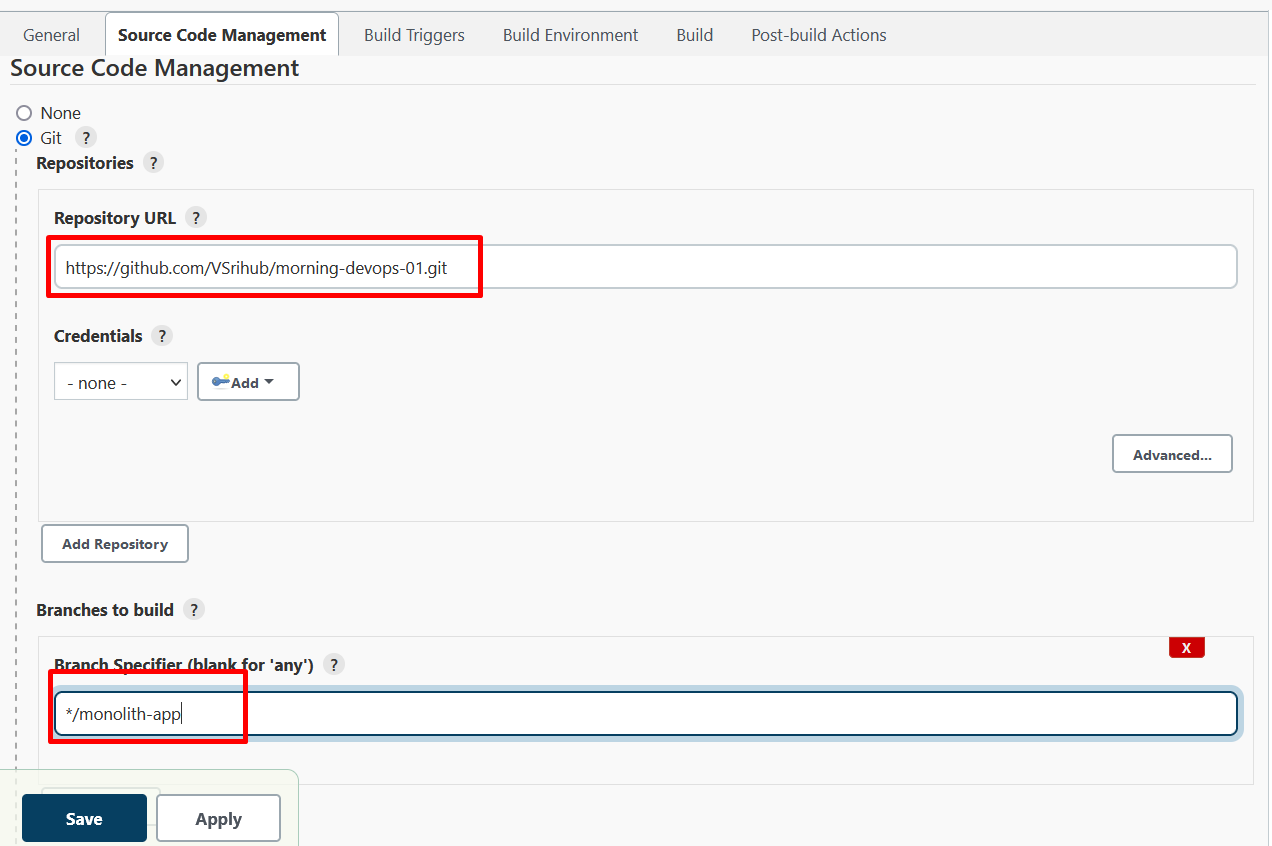 General Source Code Management Build Triggers Build Environment Build Post-build Actions
Source Code Management
None
Git ?
Repositories ?
Repository URL ?
https://github.com/VSrihub/morning-devops-01.git
Credentials ?
- none - Add
Advanced...
Add Repository
Branches to build ?
X
Branch Specifier (blank for 'any') ?
*/monolith-app
Save Apply